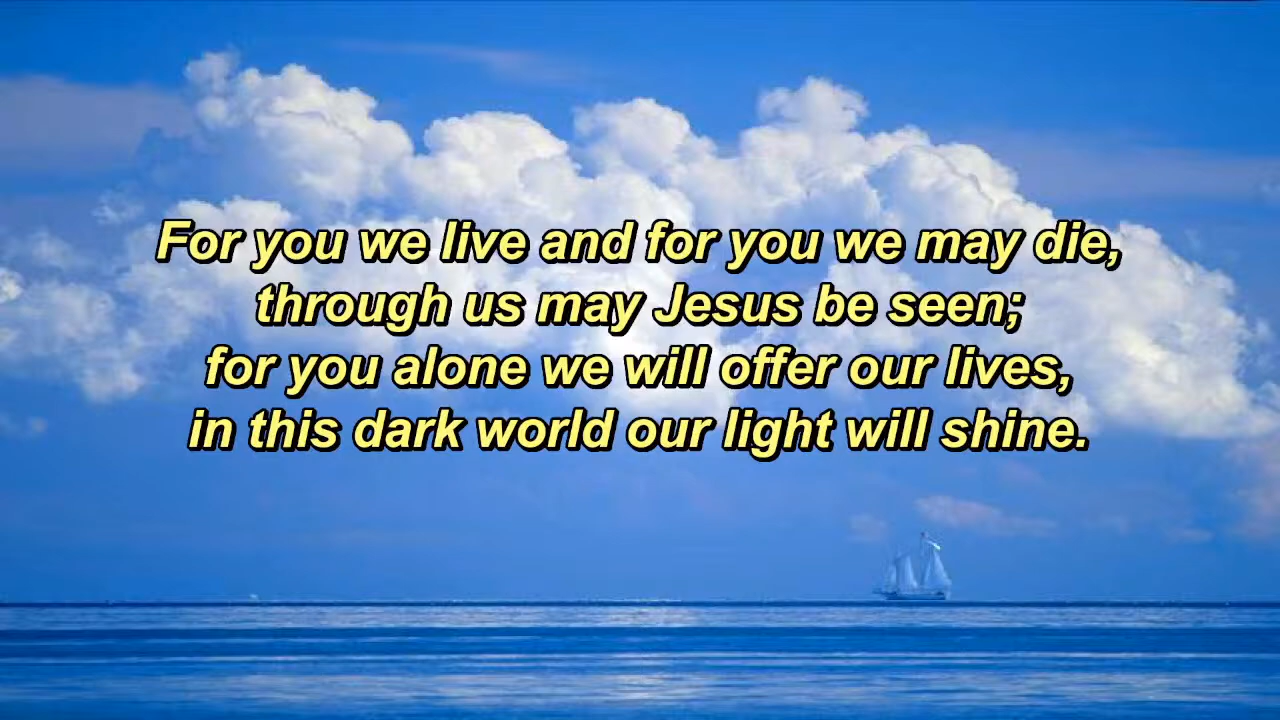 For you we live and for you we may die,
through us may Jesus be seen;
for you alone we will offer our lives,
in this dark world our light will shine.